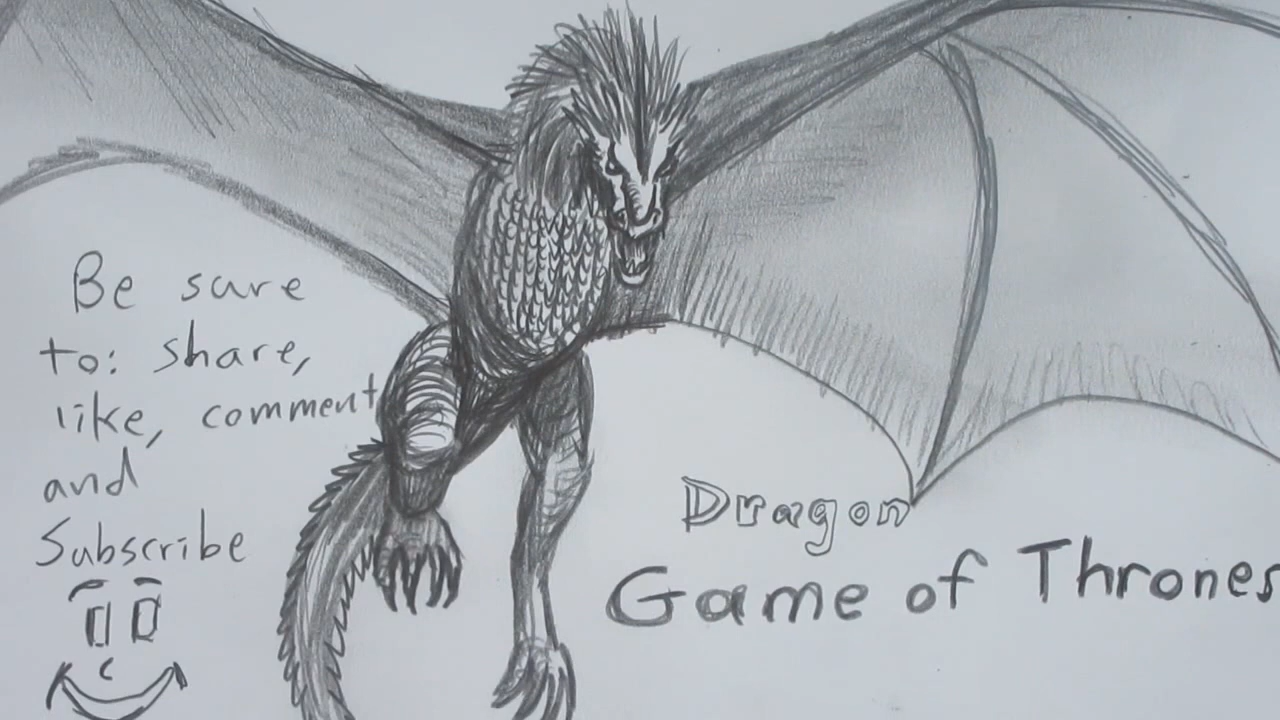 Be sure
to: share,
like, comment
and
Subscribe
Dragon
Game of Thrones